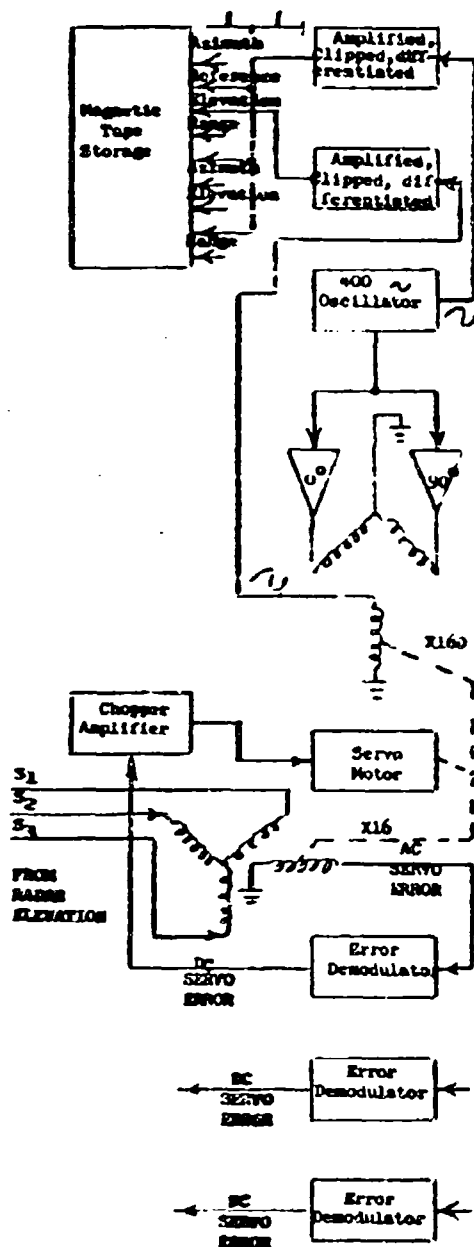 Azimuth
Reference
Elevation
Range
Azimuth
Elevation
Range
Magnetic
Tape
Storage
Amplified,
Clipped, diff
erentiated
Amplified,
Clipped, dif
ferentiated
400 ~
Oscillator
0°
90°
X160
Chopper
Amplifier
Servo
Motor
S1
S2
S3
X16
AC
SERVO
ERROR
FROM
RADAR
ELEVATION
DC
SERVO
ERROR
Error
Demodulator
DC
SERVO
ERROR
Error
Demodulator
DC
SERVO
ERROR
Error
Demodulator